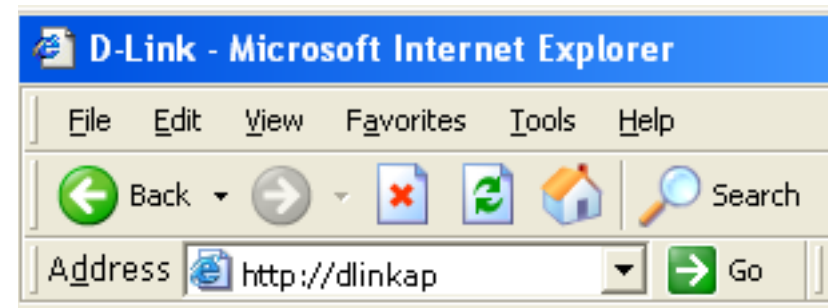 D-Link - Microsoft Internet Explorer
File Edit View Favorites Tools Help
Back Search
Address http://dlinkap Go